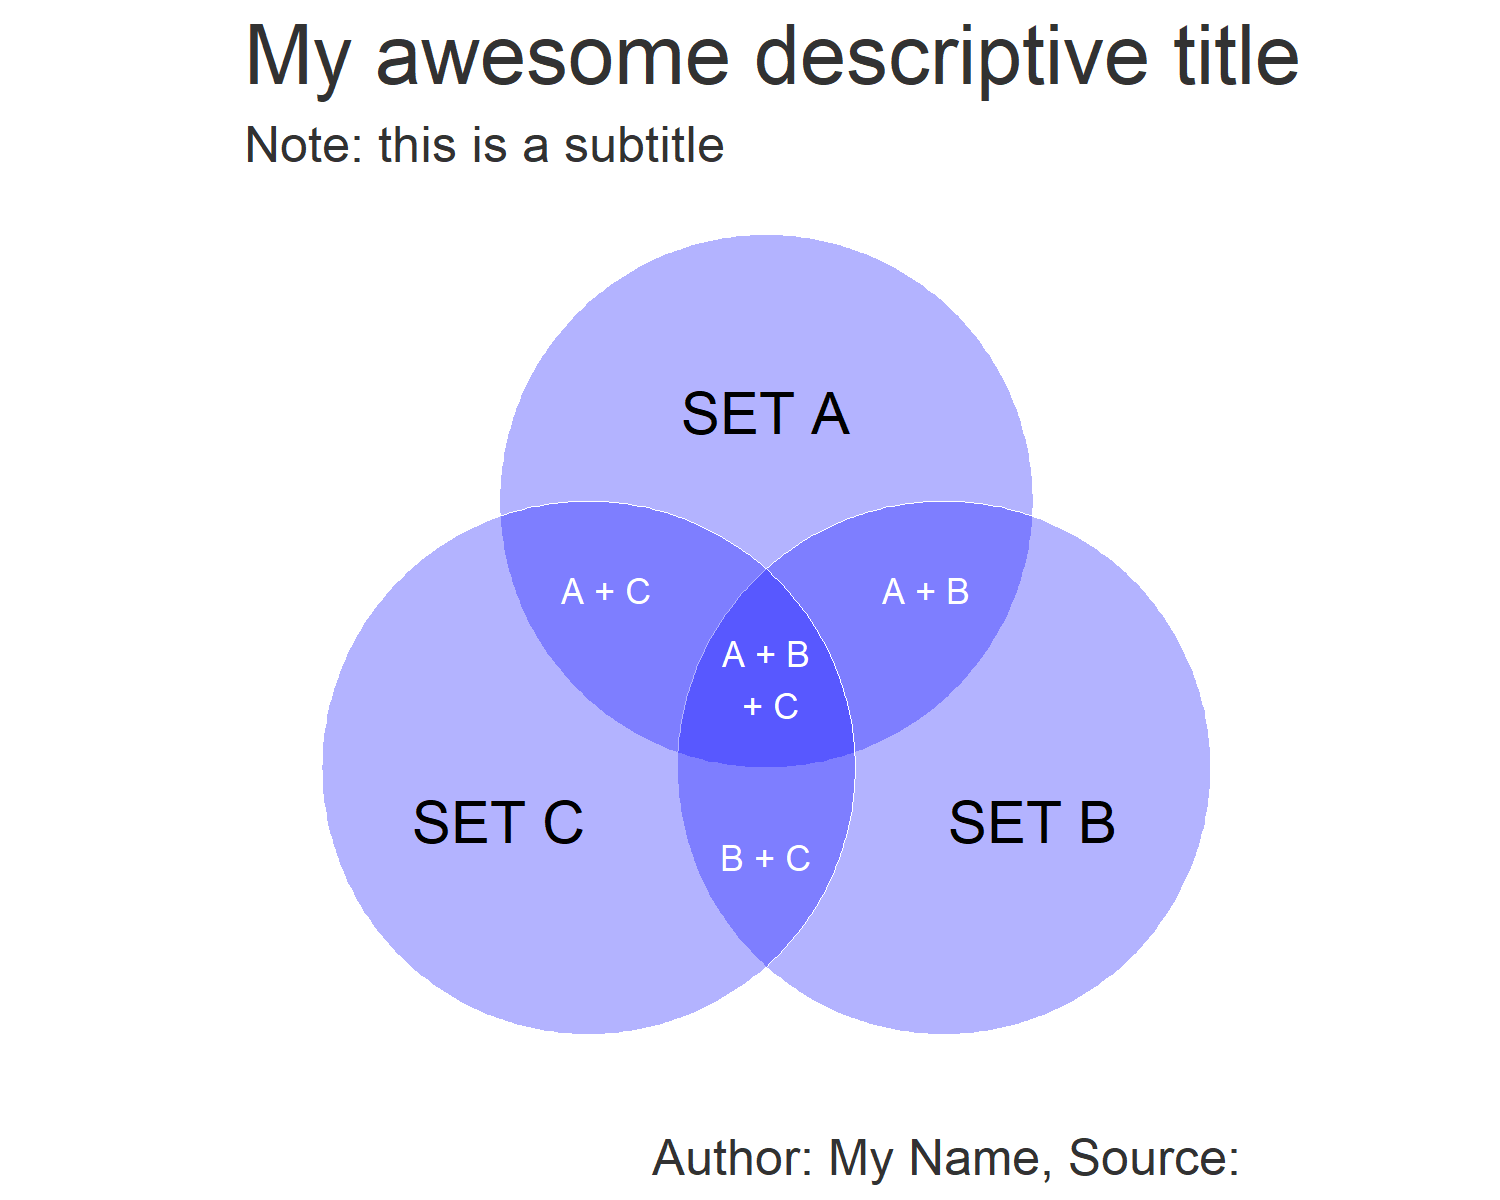 My awesome descriptive title
Note: this is a subtitle
SET A
A + C
A + B
A + B
+ C
SET C
SET B
B + C
Author: My Name, Source: